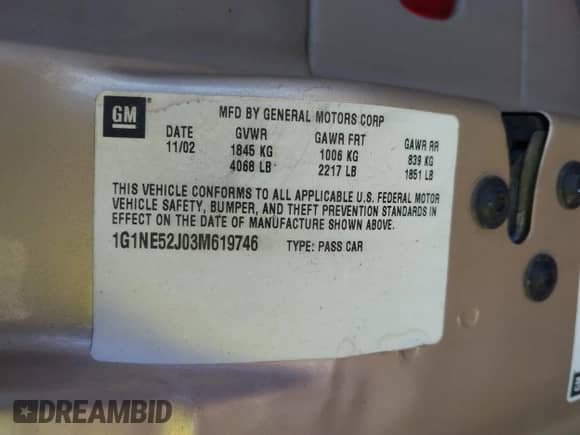 GM
MFD BY GENERAL MOTORS CORP
DATE GVWR GAWR FRT GAWR RR
11/02 1845 KG 1006 KG 839 KG
4068 LB 2217 LB 1851 LB
THIS VEHICLE CONFORMS TO ALL APPLICABLE U.S. FEDERAL MOTOR
VEHICLE SAFETY, BUMPER, AND THEFT PREVENTION STANDARDS IN
EFFECT ON THE DATE OF MANUFACTURE SHOWN ABOVE.
1G1NE52J03M619746 TYPE: PASS CAR
DREAMBID